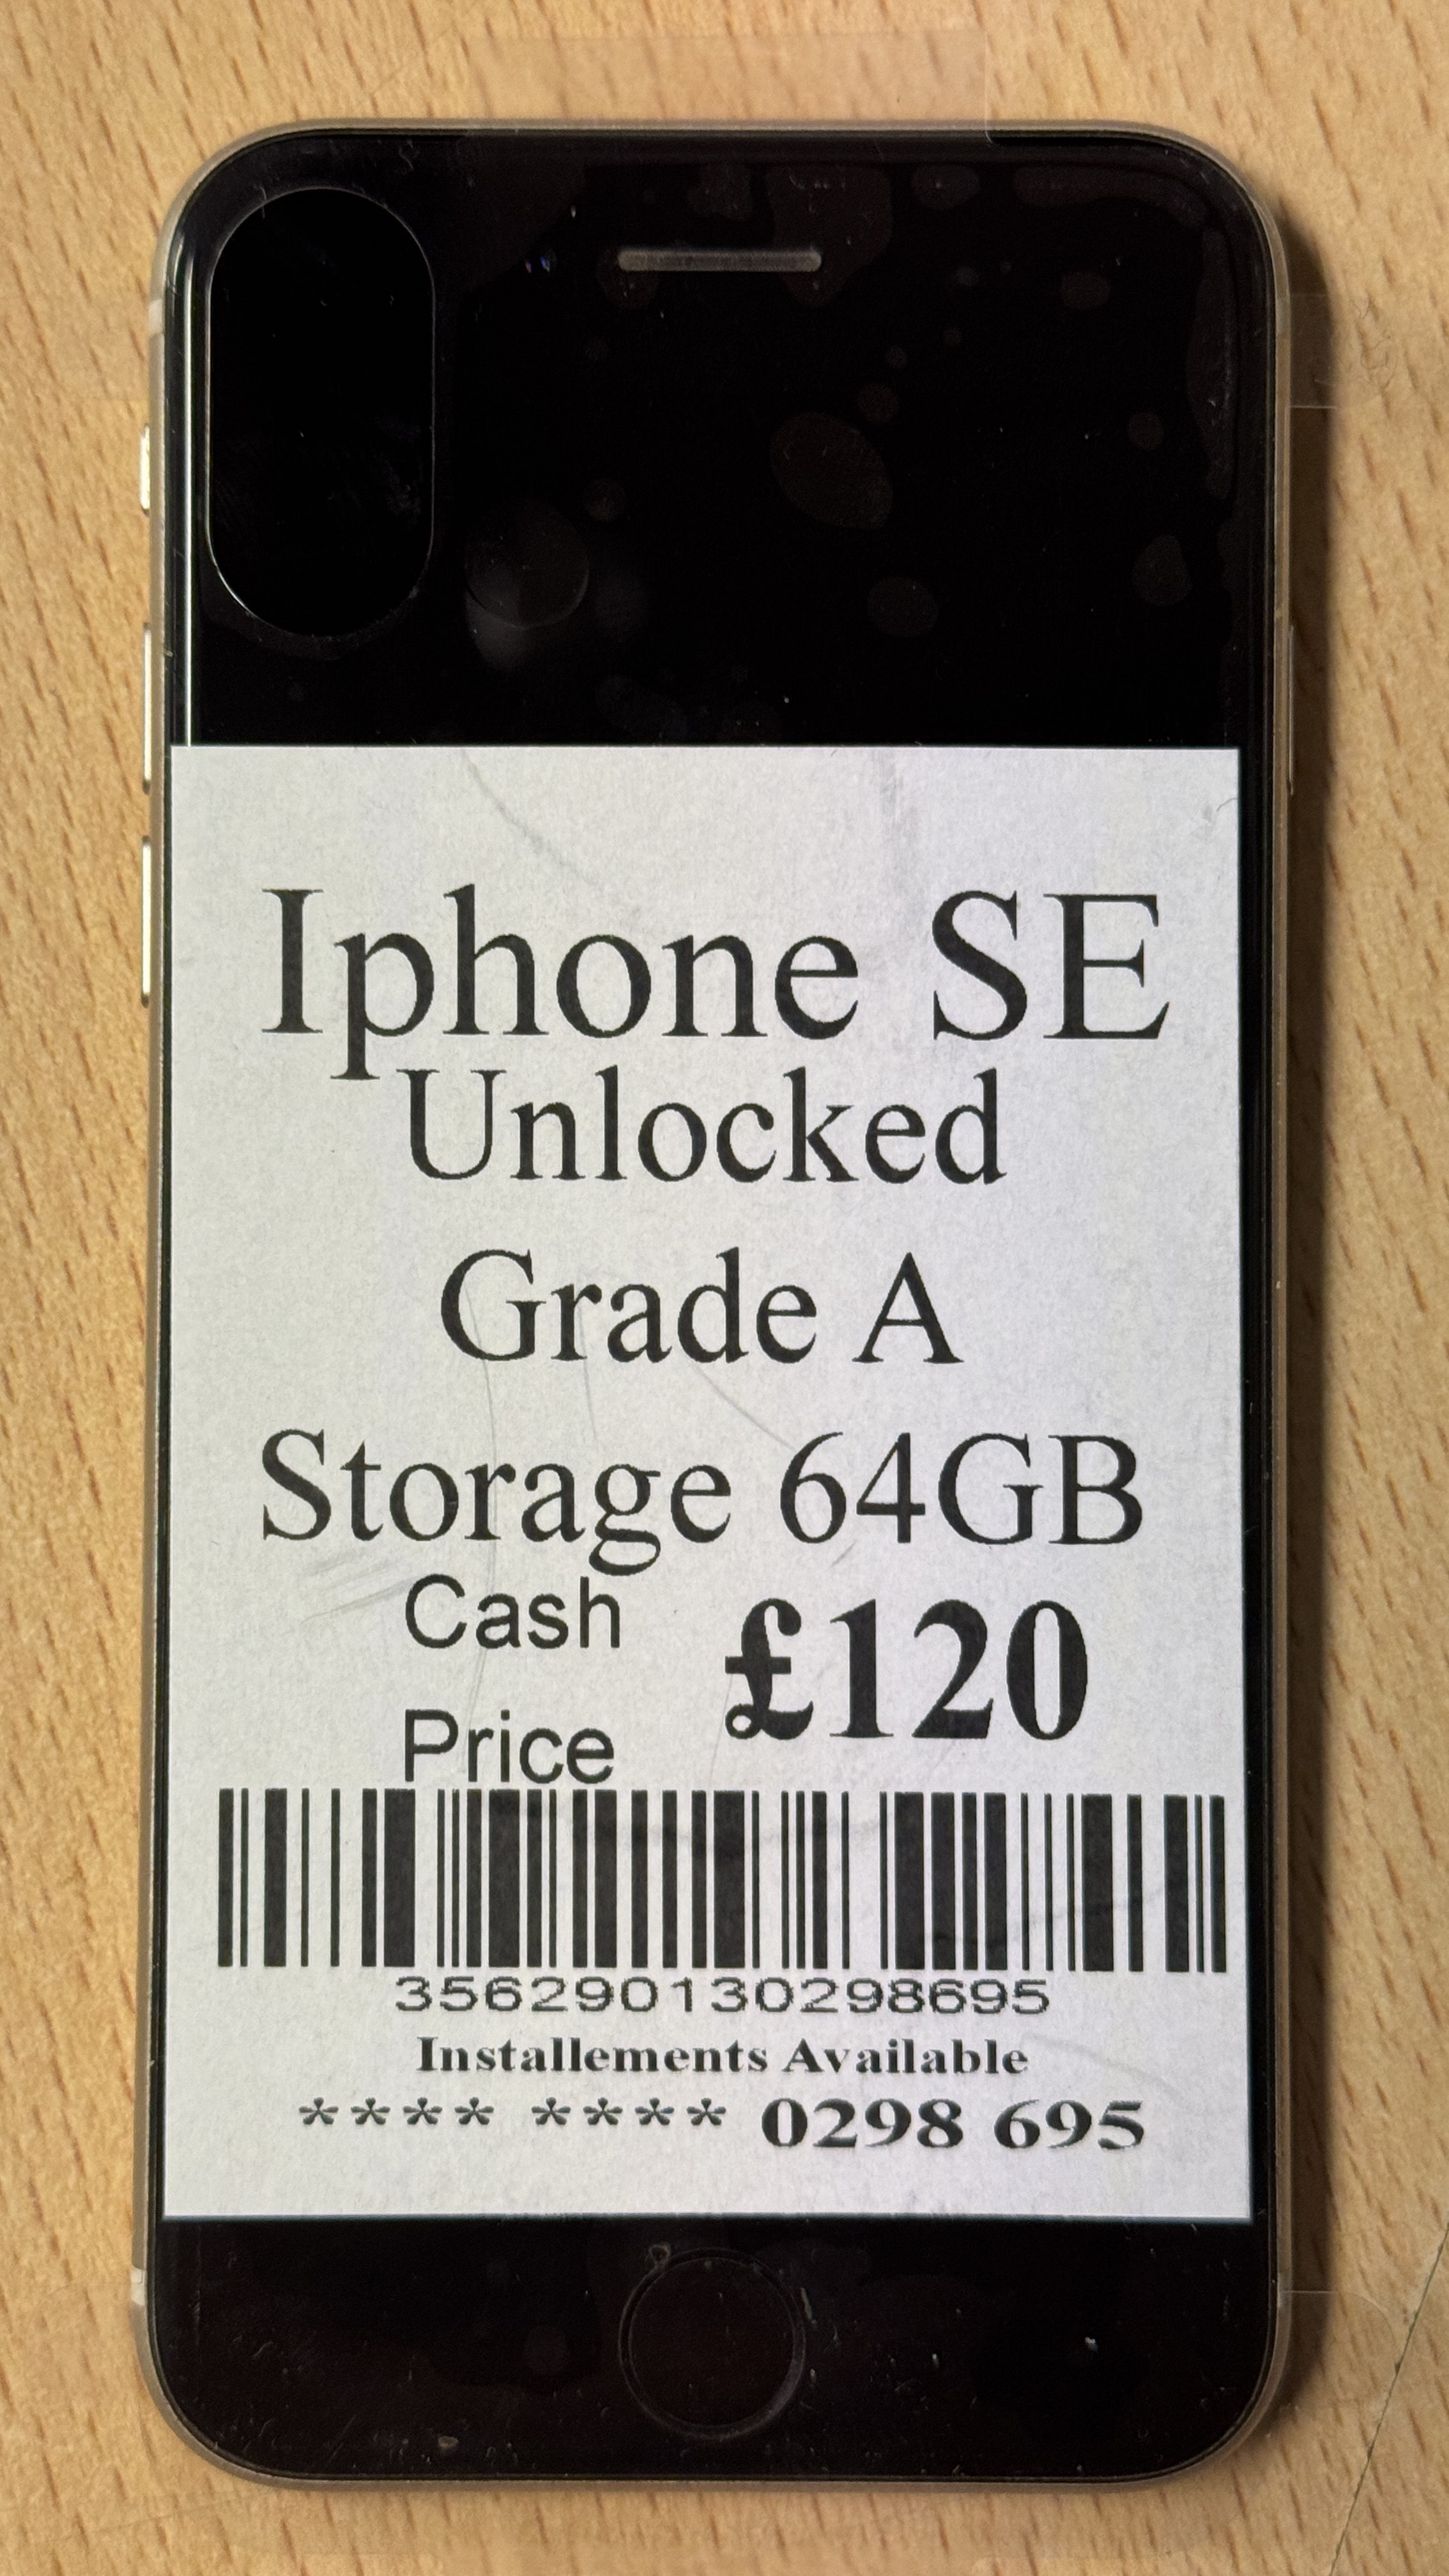 Iphone SE
Unlocked
Grade A
Storage 64GB
Cash
Price £120
356290130298695
Installements Available
**** **** 0298 695